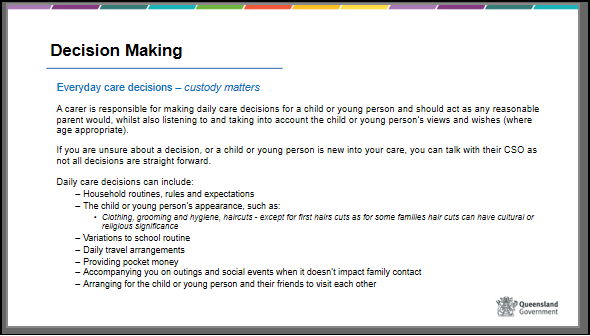 Decision Making
Everyday care decisions – custody matters
A carer is responsible for making daily care decisions for a child or young person and should act as any reasonable
parent would, whilst also listening to and taking into account the child or young person's views and wishes (where
age appropriate).
If you are unsure about a decision, or a child or young person is new into your care, you can talk with their CSO as
not all decisions are straight forward.
Daily care decisions can include:
– Household routines, rules and expectations
– The child or young person's appearance, such as:
• Clothing, grooming and hygiene, haircuts - except for first hairs cuts as for some families hair cuts can have cultural or
religious significance
– Variations to school routine
– Daily travel arrangements
– Providing pocket money
– Accompanying you on outings and social events when it doesn't impact family contact
– Arranging for the child or young person and their friends to visit each other
Queensland
Government